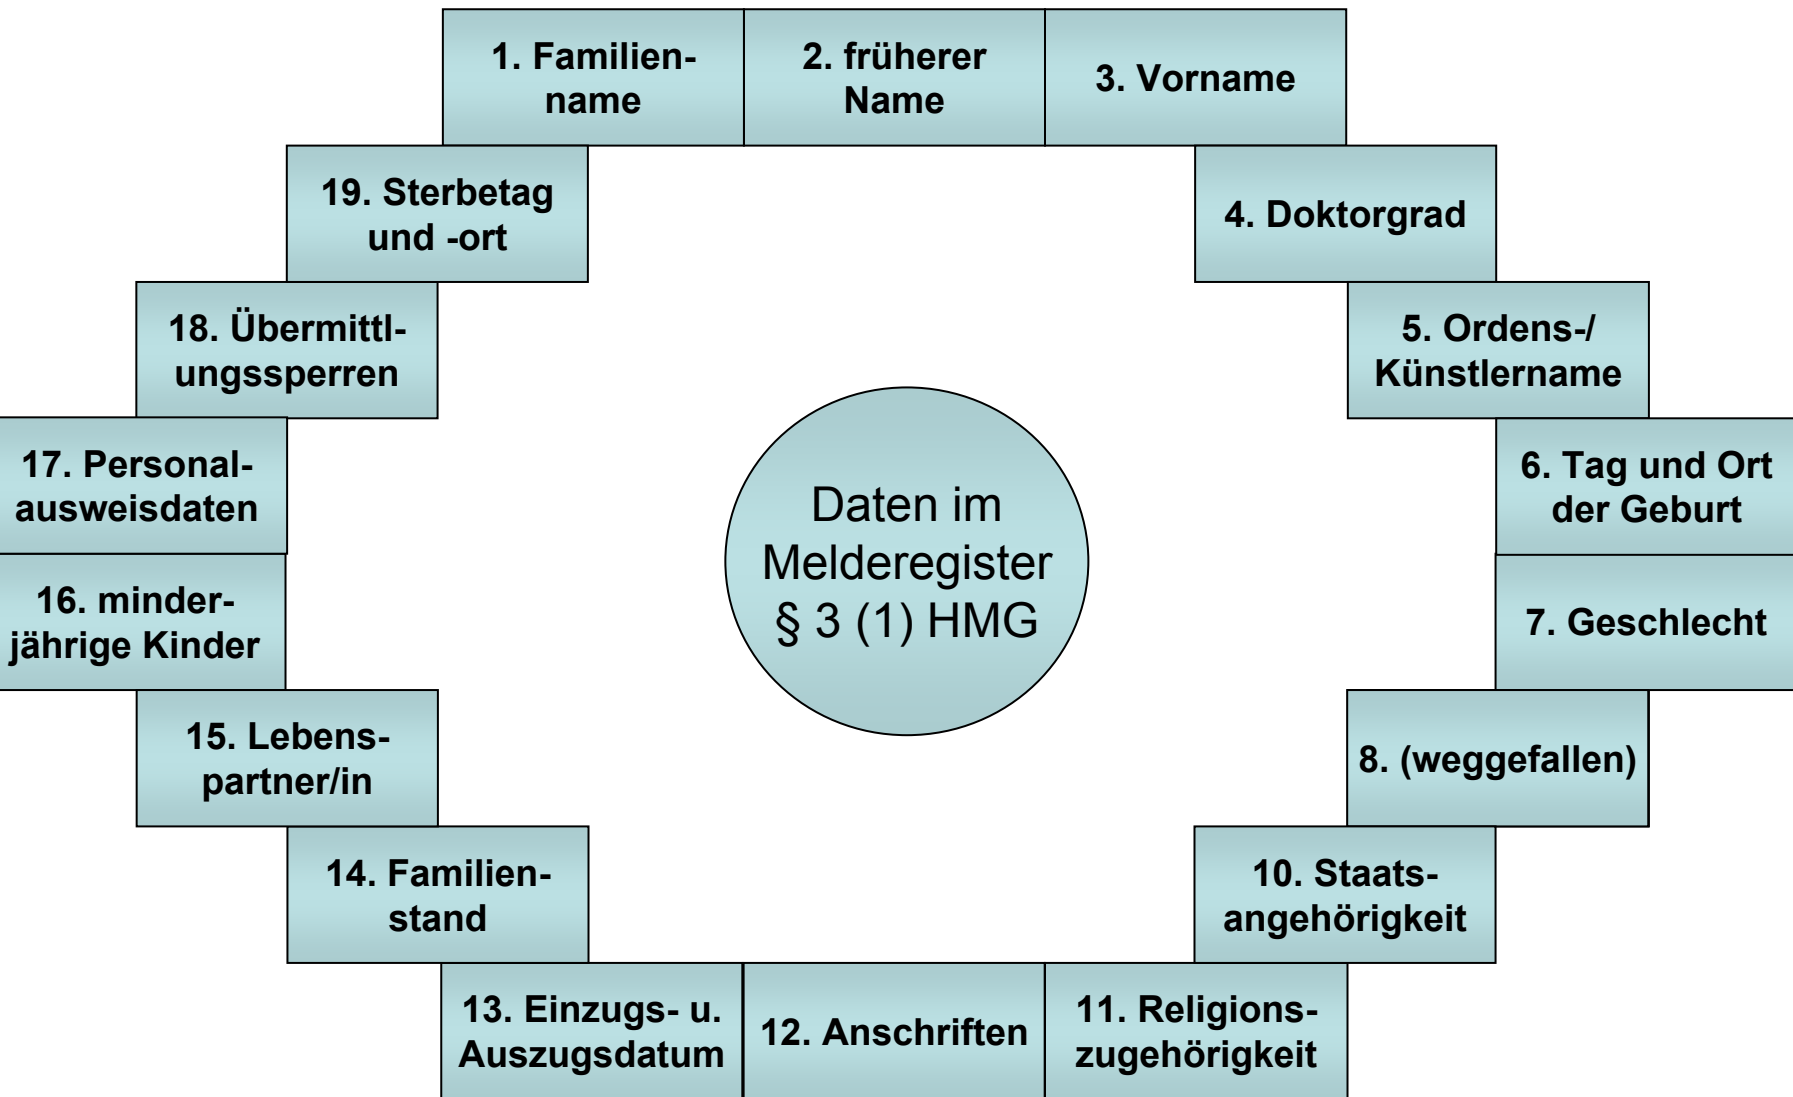 1. Familien-
name
2. früherer
Name
3. Vorname
4. Doktorgrad
5. Ordens-/
Künstlername
6. Tag und Ort
der Geburt
7. Geschlecht
8. (weggefallen)
10. Staats-
angehörigkeit
11. Religions-
zugehörigkeit
12. Anschriften
13. Einzugs- u.
Auszugsdatum
14. Familien-
stand
15. Lebens-
partner/in
16. minder-
jährige Kinder
17. Personal-
ausweisdaten
18. Übermittl-
ungssperren
19. Sterbetag
und -ort
Daten im
Melderegister
§ 3 (1) HMG